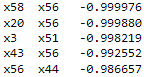 x58 x56 -0.999976
x20 x56 -0.999880
x3 x51 -0.998219
x43 x56 -0.992552
x56 x44 -0.986657